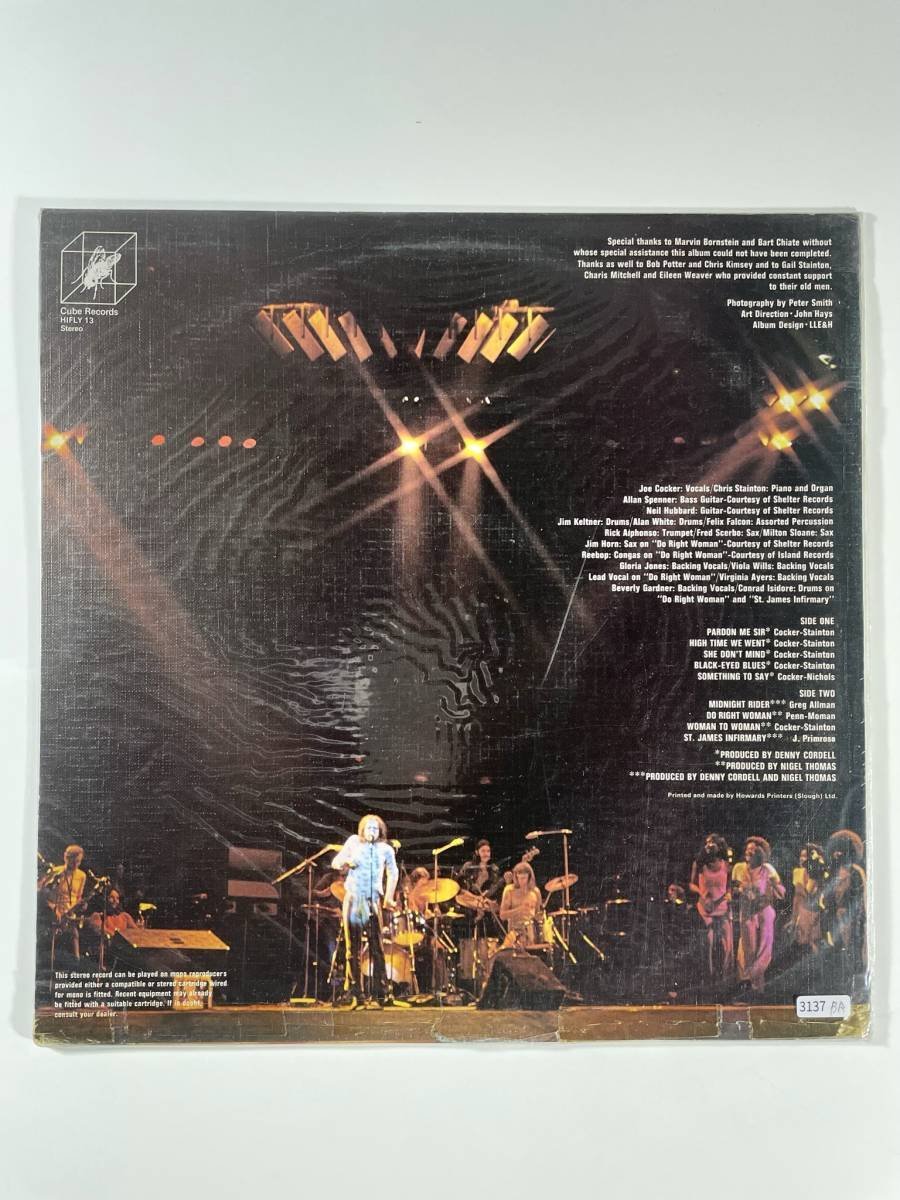 Cube Records
HIFLY 13
Stereo
Special thanks to Marvin Bornstein and Bart Chiate without
whose special assistance this album could not have been completed.
Thanks as well to Bob Potter and Chris Kimsey and to Gail Stainton,
Charis Mitchell and Eileen Weaver who provided constant support
to their old men.
Photography by Peter Smith
Art Direction · John Hays
Album Design · LLE&H
Joe Cocker: Vocals/Chris Stainton: Piano and Organ
Allan Spenner: Bass Guitar-Courtesy of Shelter Records
Neil Hubbard: Guitar-Courtesy of Shelter Records
Jim Keltner: Drums/Alan White: Drums/Felix Falcon: Assorted Percussion
Rick Alphonso: Trumpet/Fred Scerbo: Sax/Milton Sloane: Sax
Jim Horn: Sax on "Do Right Woman"-Courtesy of Shelter Records
Reebop: Congas on "Do Right Woman"-Courtesy of Island Records
Gloria Jones: Backing Vocals/Viola Wills: Backing Vocals
Lead Vocal on "Do Right Woman"/Virginia Ayers: Backing Vocals
Beverly Gardner: Backing Vocals/Conrad Isidore: Drums on
"Do Right Woman" and "St. James Infirmary"
SIDE ONE
PARDON ME SIR* Cocker-Stainton
HIGH TIME WE WENT* Cocker-Stainton
SHE DON'T MIND* Cocker-Stainton
BLACK-EYED BLUES* Cocker-Stainton
SOMETHING TO SAY* Cocker-Nichols
SIDE TWO
MIDNIGHT RIDER*** Greg Allman
DO RIGHT WOMAN** Penn-Moman
WOMAN TO WOMAN** Cocker-Stainton
ST. JAMES INFIRMARY*** J. Primrose
*PRODUCED BY DENNY CORDELL
**PRODUCED BY NIGEL THOMAS
***PRODUCED BY DENNY CORDELL AND NIGEL THOMAS
Printed and made by Howards Printers (Slough) Ltd.
This stereo record can be played on mono reproducers
provided either a compatible or stereo cartridge wired
for mono is fitted. Recent equipment may already
be fitted with a suitable cartridge. If in doubt,
consult your dealer.
3137 BA